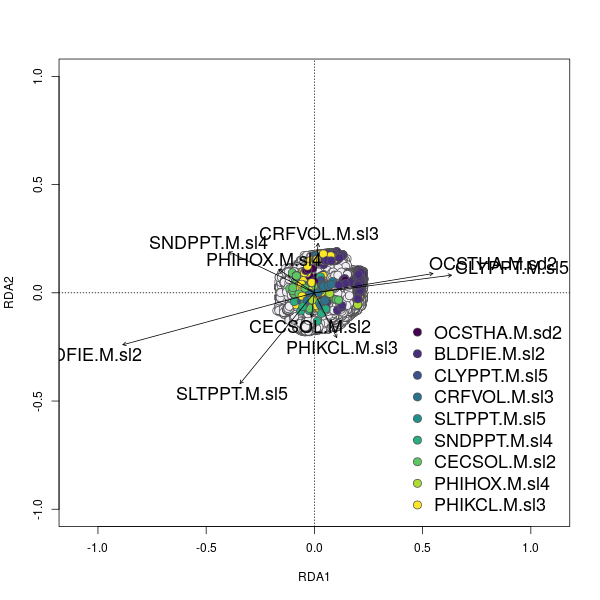 1.0
0.5
0.0
-0.5
-1.0
RDA2
CRFVOL.M.sl3
SNDPPT.M.sl4
PHIHOX.M.sl4
OCSTHA.M.sd2
CLYPPT.M.sl5
CECSOL.M.sl2
PHIKCL.M.sl3
DFIE.M.sl2
SLTPPT.M.sl5
OCSTHA.M.sd2
BLDFIE.M.sl2
CLYPPT.M.sl5
CRFVOL.M.sl3
SLTPPT.M.sl5
SNDPPT.M.sl4
CECSOL.M.sl2
PHIHOX.M.sl4
PHIKCL.M.sl3
-1.0 -0.5 0.0 0.5 1.0
RDA1